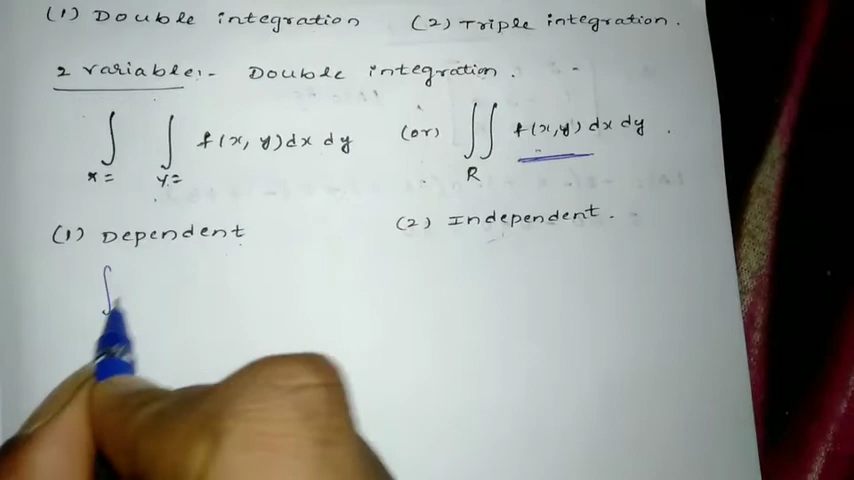 (1) Double integration (2) Triple integration.
2 variable:- Double integration.
∫ ∫ f(x, y) dx dy (or) ∬ f(x,y) dx dy.
x= y= R
(1) Dependent (2) Independent.
∫